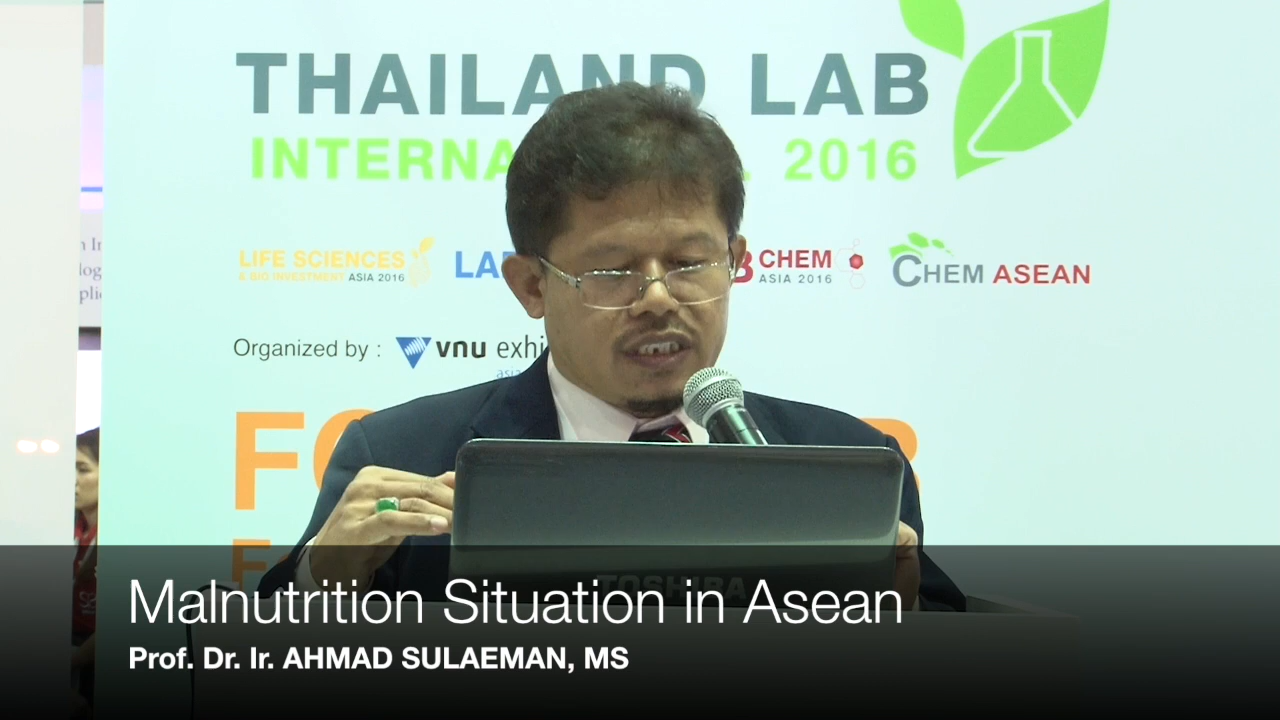 THAILAND LAB
INTERNA 2016
LIFE SCIENCES
& BIO INVESTMENT ASIA 2016
LA
B CHEM
ASIA 2016
CHEM ASEAN
Organized by :
vnu exhi
asia
TOSHIBA
Malnutrition Situation in Asean
Prof. Dr. Ir. AHMAD SULAEMAN, MS